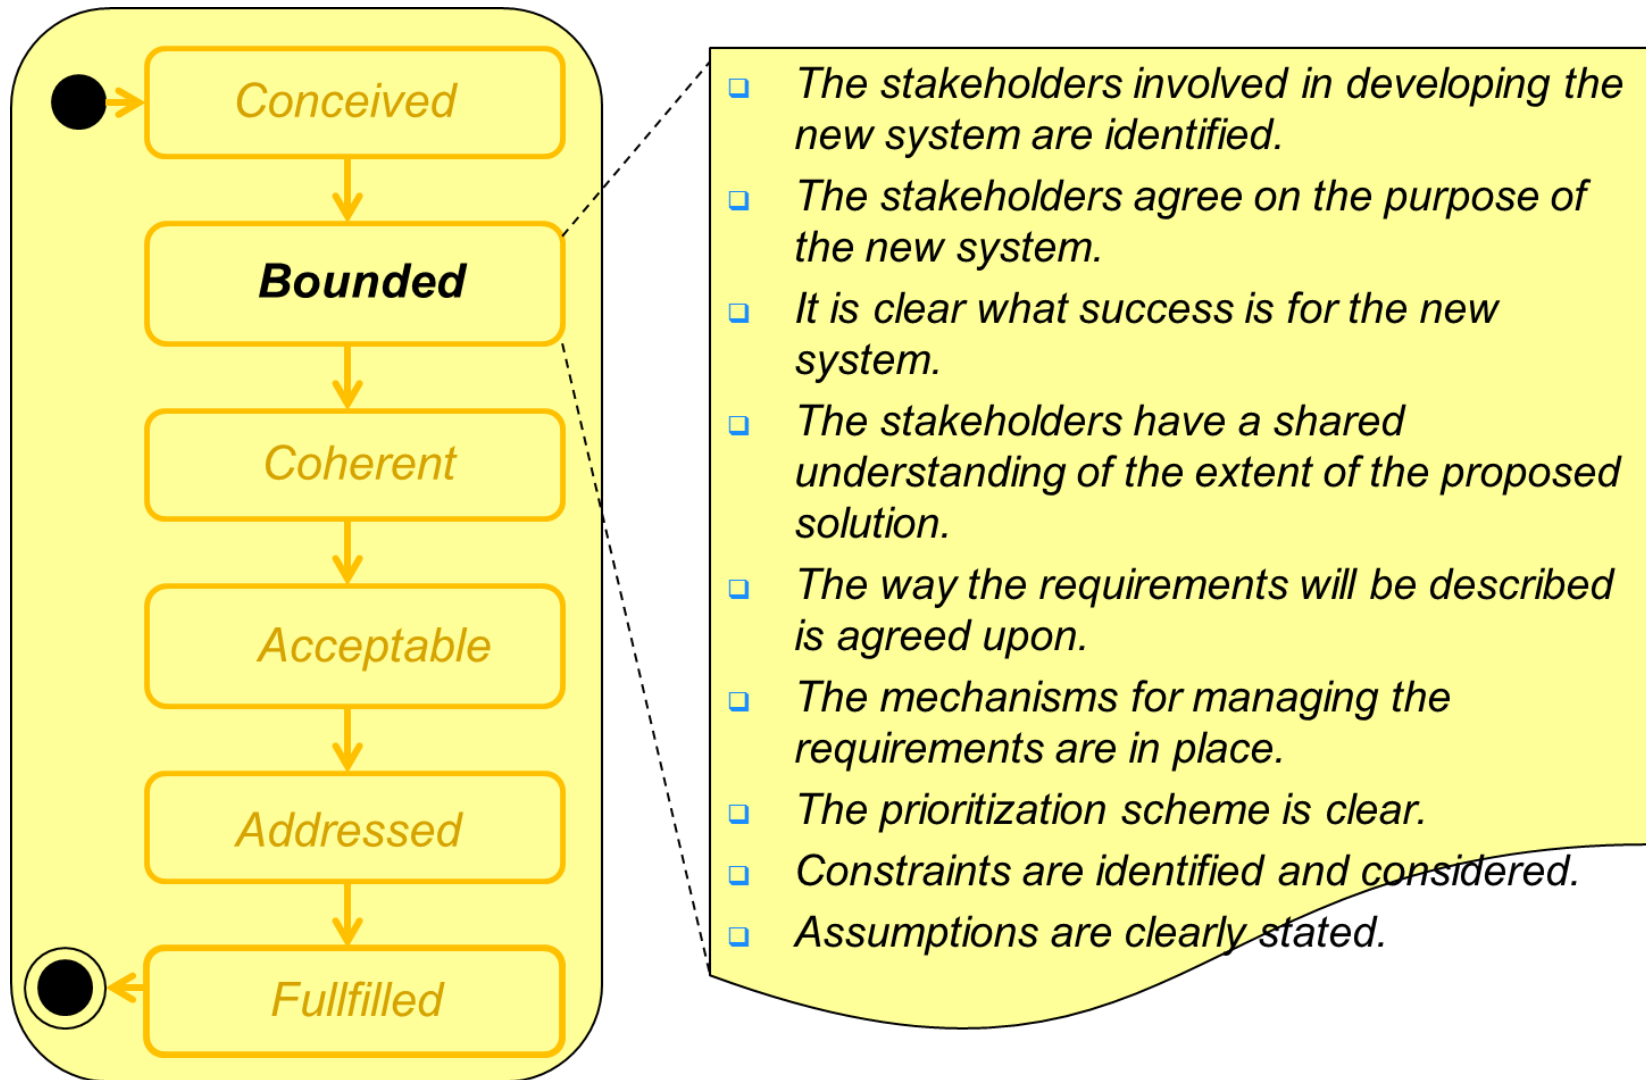 Conceived
Bounded
Coherent
Acceptable
Addressed
Fullfilled
The stakeholders involved in developing the
new system are identified.
The stakeholders agree on the purpose of
the new system.
It is clear what success is for the new
system.
The stakeholders have a shared
understanding of the extent of the proposed
solution.
The way the requirements will be described
is agreed upon.
The mechanisms for managing the
requirements are in place.
The prioritization scheme is clear.
Constraints are identified and considered.
Assumptions are clearly stated.